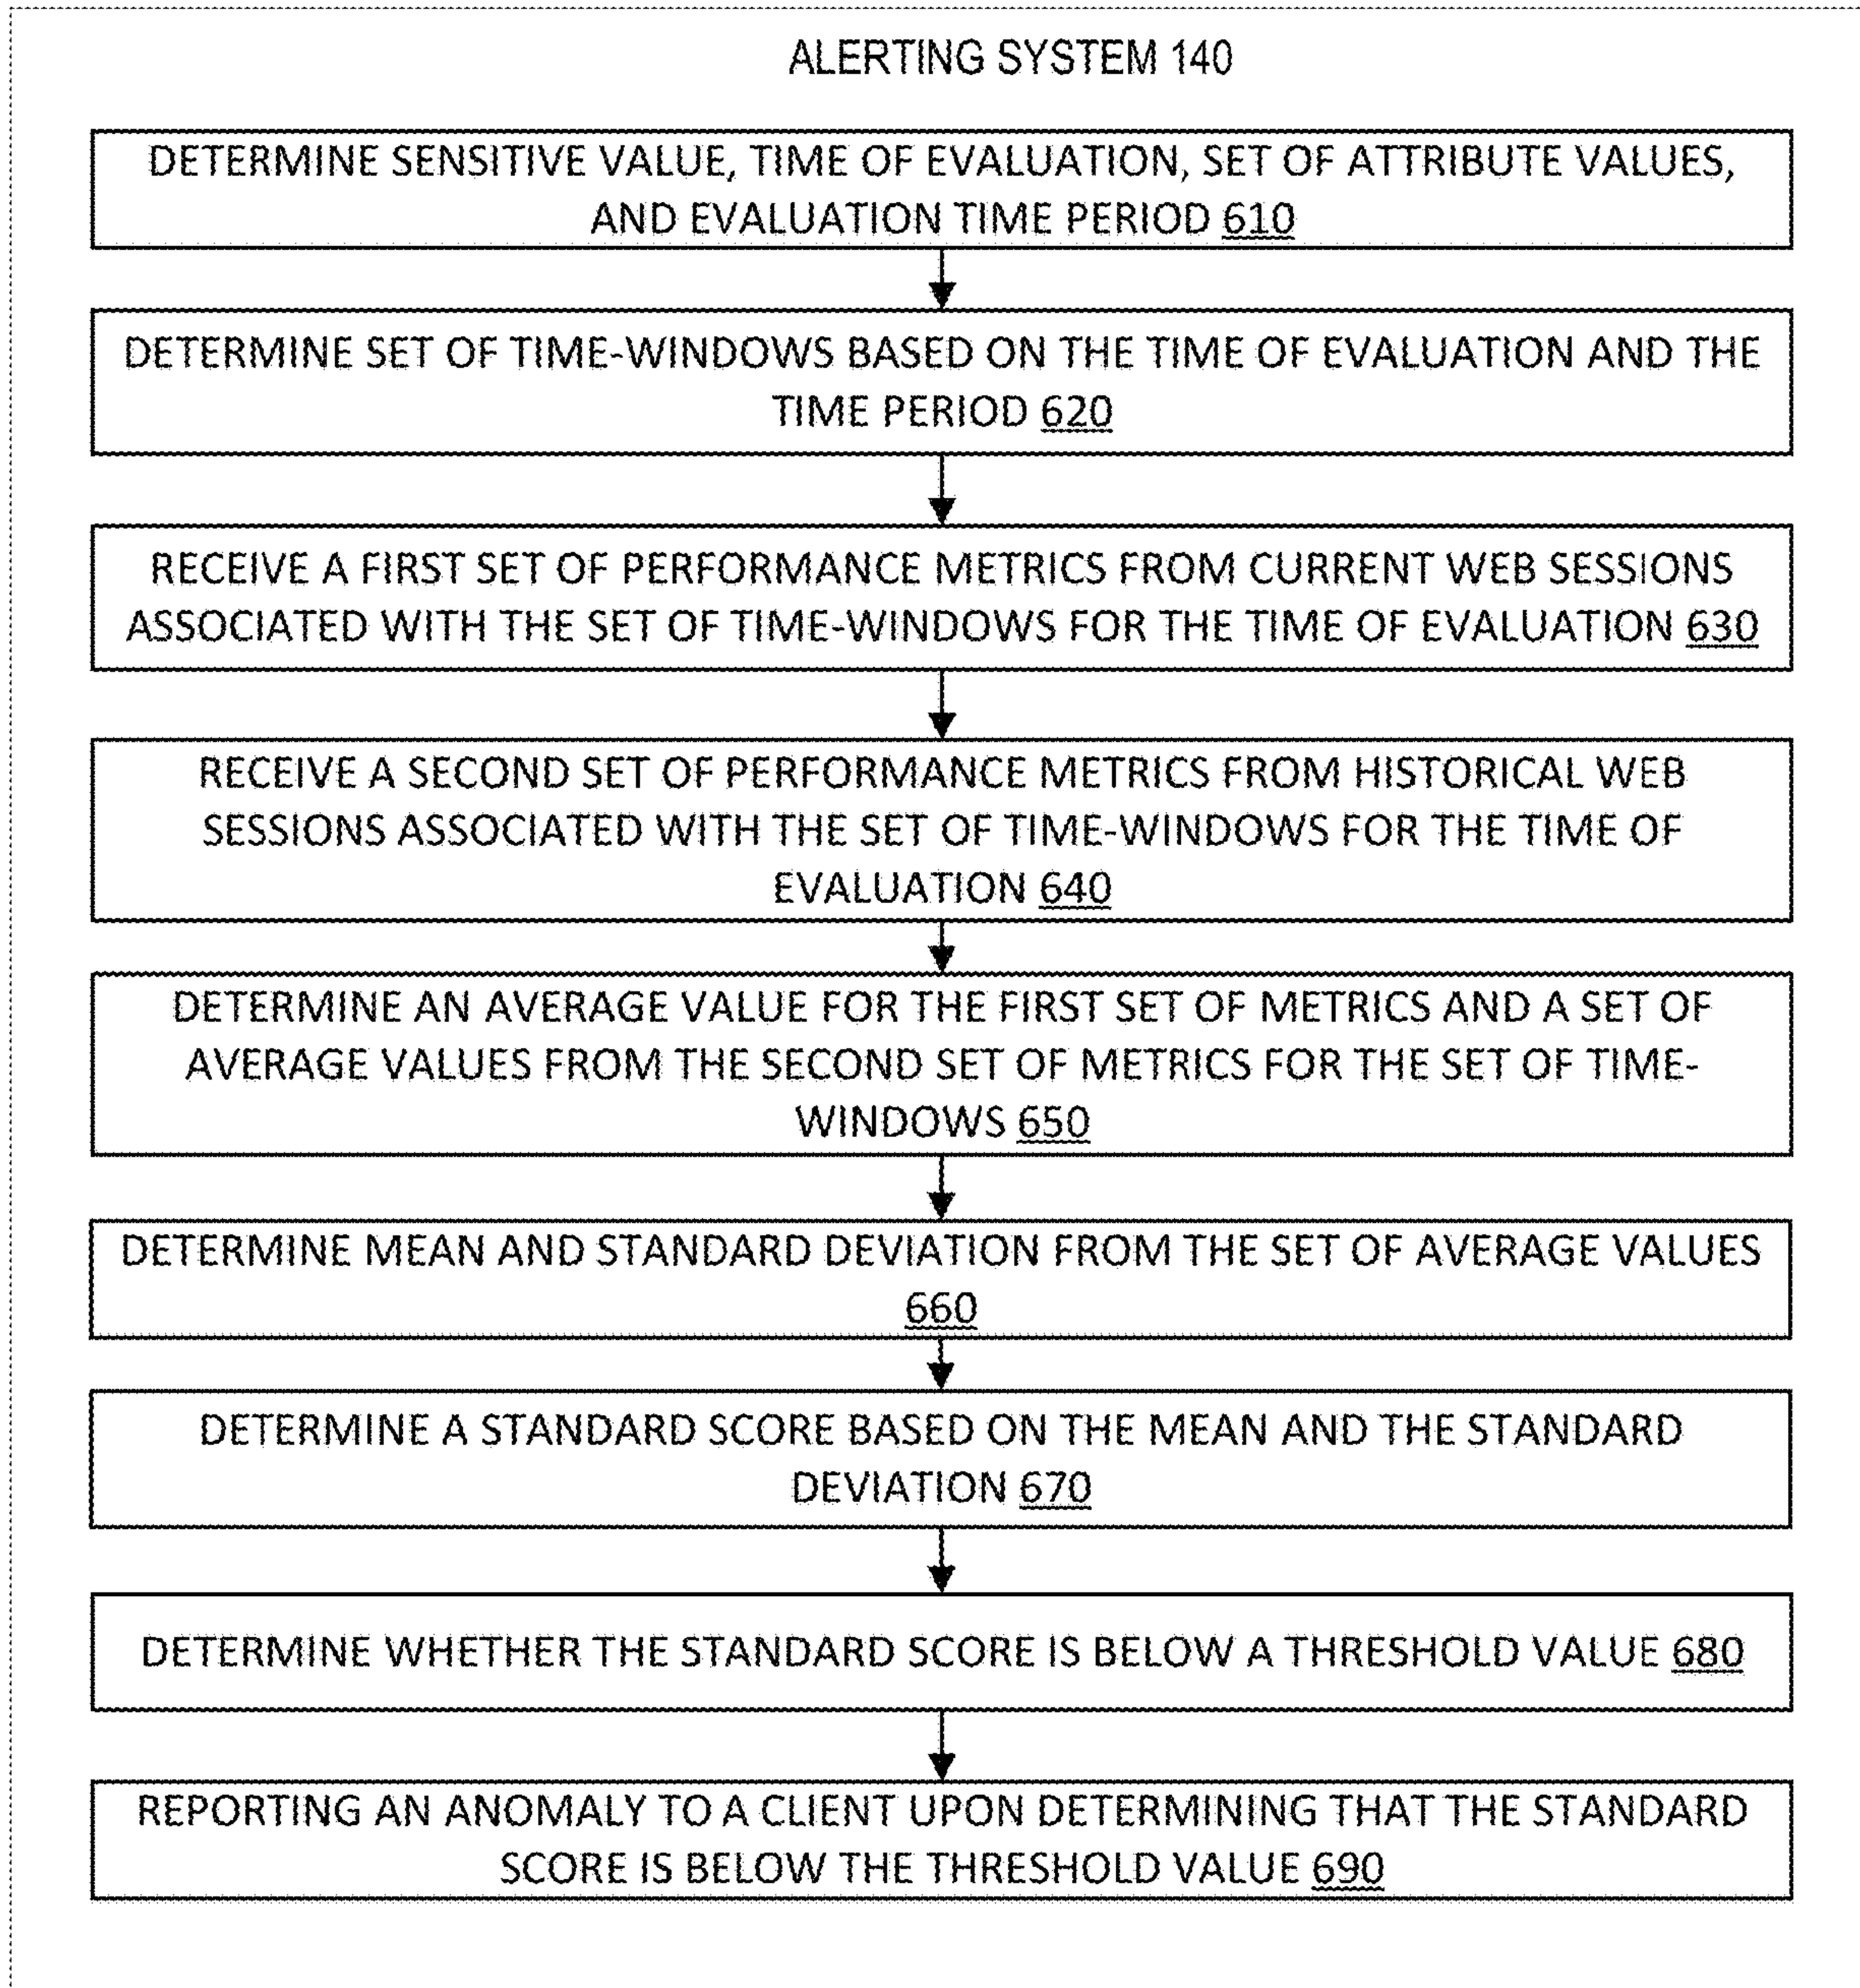 ALERTING SYSTEM 140
DETERMINE SENSITIVE VALUE, TIME OF EVALUATION, SET OF ATTRIBUTE VALUES,
AND EVALUATION TIME PERIOD 610
DETERMINE SET OF TIME-WINDOWS BASED ON THE TIME OF EVALUATION AND THE
TIME PERIOD 620
RECEIVE A FIRST SET OF PERFORMANCE METRICS FROM CURRENT WEB SESSIONS
ASSOCIATED WITH THE SET OF TIME-WINDOWS FOR THE TIME OF EVALUATION 630
RECEIVE A SECOND SET OF PERFORMANCE METRICS FROM HISTORICAL WEB
SESSIONS ASSOCIATED WITH THE SET OF TIME-WINDOWS FOR THE TIME OF
EVALUATION 640
DETERMINE AN AVERAGE VALUE FOR THE FIRST SET OF METRICS AND A SET OF
AVERAGE VALUES FROM THE SECOND SET OF METRICS FOR THE SET OF TIME-
WINDOWS 650
DETERMINE MEAN AND STANDARD DEVIATION FROM THE SET OF AVERAGE VALUES
660
DETERMINE A STANDARD SCORE BASED ON THE MEAN AND THE STANDARD
DEVIATION 670
DETERMINE WHETHER THE STANDARD SCORE IS BELOW A THRESHOLD VALUE 680
REPORTING AN ANOMALY TO A CLIENT UPON DETERMINING THAT THE STANDARD
SCORE IS BELOW THE THRESHOLD VALUE 690